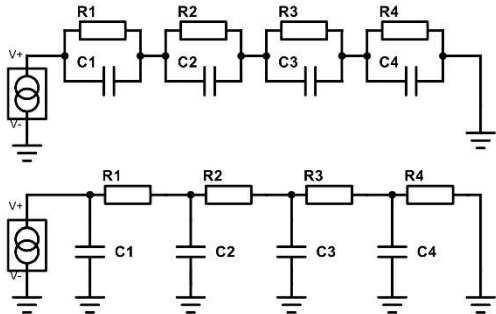 R1 R2 R3 R4
V+
C1 C2 C3 C4
V-
R1 R2 R3 R4
V+
C1 C2 C3 C4
V-